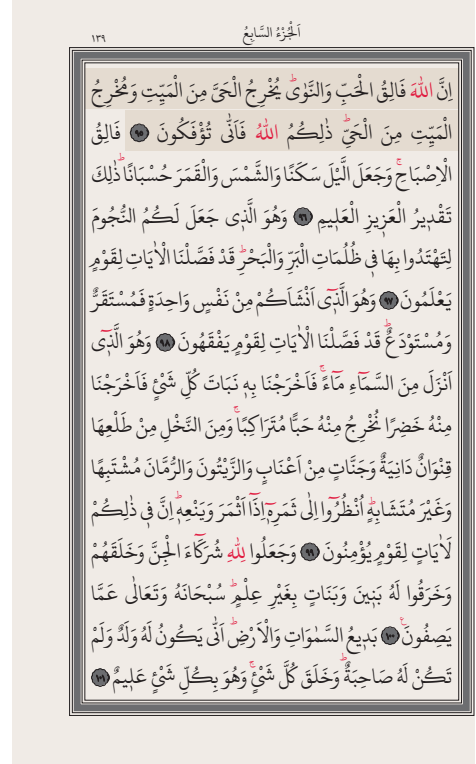 ١٣٩ اَلْجُزْءُ السَّابِعُ
اِنَّ اللّٰهَ فَالِقُ الْحَبِّ وَالنَّوٰىۜ يُخْرِجُ الْحَيَّ مِنَ الْمَيِّتِ وَمُخْرِجُ
الْمَيِّتِ مِنَ الْحَيِّۜ ذٰلِكُمُ اللّٰهُ فَاَنّٰى تُؤْفَكُونَ ﴿٩٥﴾ فَالِقُ
الْاِصْبَاحِۚ وَجَعَلَ الَّيْلَ سَكَنًا وَالشَّمْسَ وَالْقَمَرَ حُسْبَانًاۜ ذٰلِكَ
تَقْدِيرُ الْعَزِيزِ الْعَلِيمِ ﴿٩٦﴾ وَهُوَ الَّذِى جَعَلَ لَكُمُ النُّجُومَ
لِتَهْتَدُوا بِهَا فِى ظُلُمَاتِ الْبَرِّ وَالْبَحْرِۜ قَدْ فَصَّلْنَا الْاٰيَاتِ لِقَوْمٍ
يَعْلَمُونَ ﴿٩٧﴾ وَهُوَ الَّذِٓى اَنْشَاَكُمْ مِنْ نَفْسٍ وَاحِدَةٍ فَمُسْتَقَرٌّ
وَمُسْتَوْدَعٌۜ قَدْ فَصَّلْنَا الْاٰيَاتِ لِقَوْمٍ يَفْقَهُونَ ﴿٩٨﴾ وَهُوَ الَّذِٓى
اَنْزَلَ مِنَ السَّمَٓاءِ مَٓاءًۚ فَاَخْرَجْنَا بِهٖ نَبَاتَ كُلِّ شَيْءٍ فَاَخْرَجْنَا
مِنْهُ خَضِرًا نُخْرِجُ مِنْهُ حَبًّا مُتَرَاكِبًاۚ وَمِنَ النَّخْلِ مِنْ طَلْعِهَا
قِنْوَانٌ دَانِيَةٌ وَجَنَّاتٍ مِنْ اَعْنَابٍ وَالزَّيْتُونَ وَالرُّمَّانَ مُشْتَبِهًا
وَغَيْرَ مُتَشَابِهٍۜ اُنْظُرُٓوا اِلٰى ثَمَرِهٖٓ اِذَٓا اَثْمَرَ وَيَنْعِهٖۜ اِنَّ فِى ذٰلِكُمْ
لَاٰيَاتٍ لِقَوْمٍ يُؤْمِنُونَ ﴿٩٩﴾ وَجَعَلُوا لِلّٰهِ شُرَكَٓاءَ الْجِنَّ وَخَلَقَهُمْ
وَخَرَقُوا لَهُ بَنِينَ وَبَنَاتٍ بِغَيْرِ عِلْمٍۜ سُبْحَانَهُ وَتَعَالٰى عَمَّا
يَصِفُونَۚ ﴿١٠٠﴾ بَدِيعُ السَّمٰوَاتِ وَالْاَرْضِۜ اَنّٰى يَكُونُ لَهُ وَلَدٌ وَلَمْ
تَكُنْ لَهُ صَاحِبَةٌۜ وَخَلَقَ كُلَّ شَيْءٍۚ وَهُوَ بِكُلِّ شَيْءٍ عَلِيمٌ ﴿١٠١﴾